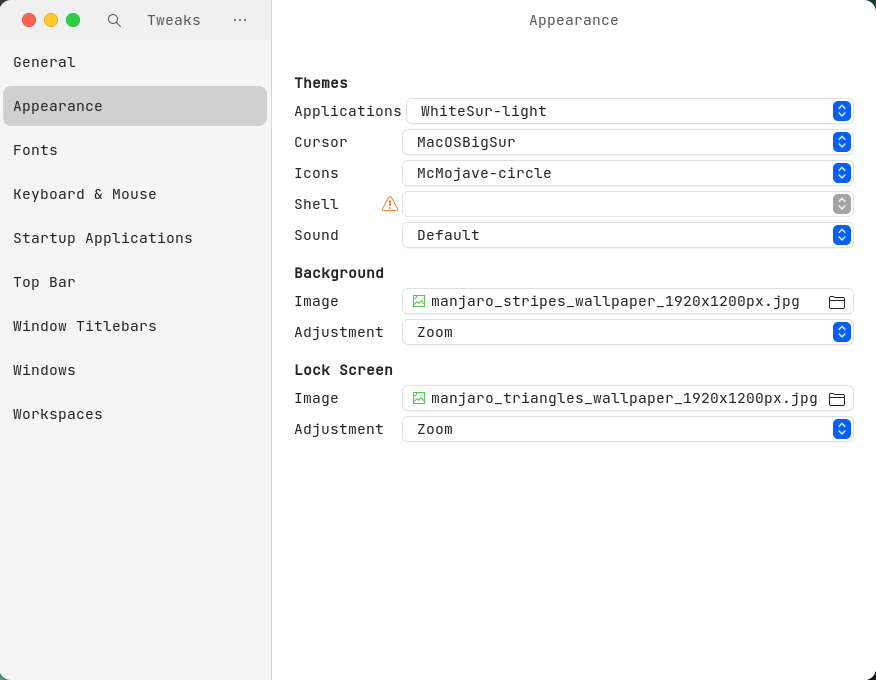 Tweaks
Appearance
General
Appearance
Fonts
Keyboard & Mouse
Startup Applications
Top Bar
Window Titlebars
Windows
Workspaces
Themes
Applications WhiteSur-light
Cursor MacOSBigSur
Icons McMojave-circle
Shell
Sound Default
Background
Image manjaro_stripes_wallpaper_1920x1200px.jpg
Adjustment Zoom
Lock Screen
Image manjaro_triangles_wallpaper_1920x1200px.jpg
Adjustment Zoom